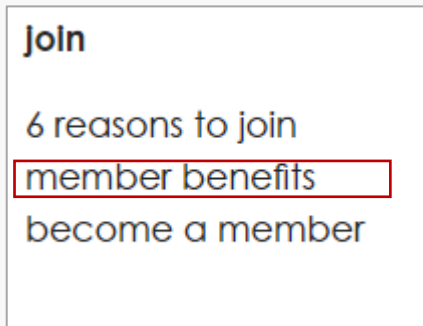 join
6 reasons to join
member benefits
become a member